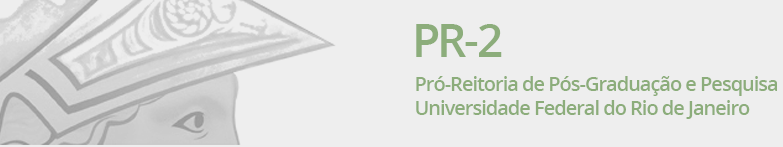 PR-2
Pró-Reitoria de Pós-Graduação e Pesquisa
Universidade Federal do Rio de Janeiro